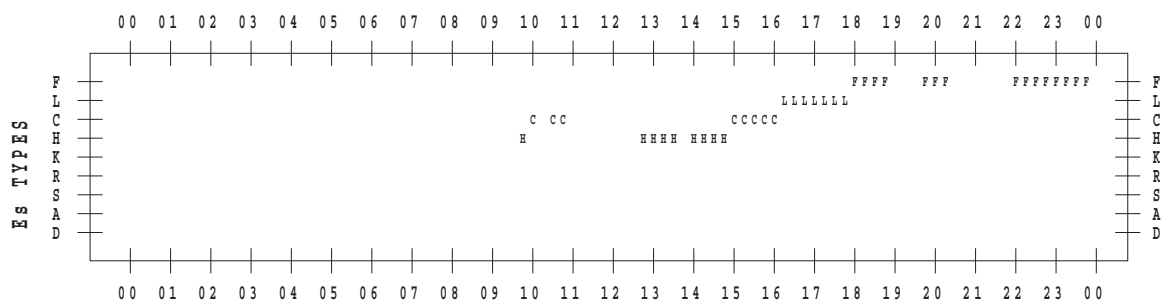 00 01 02 03 04 05 06 07 08 09 10 11 12 13 14 15 16 17 18 19 20 21 22 23 00
F FFFF FFF FFFFFFFF F
L LLLLLLL L
C C CC CCCCC C
H H HHHH HHHH H
K K
R R
S S
A A
D D
Es TYPES
00 01 02 03 04 05 06 07 08 09 10 11 12 13 14 15 16 17 18 19 20 21 22 23 00